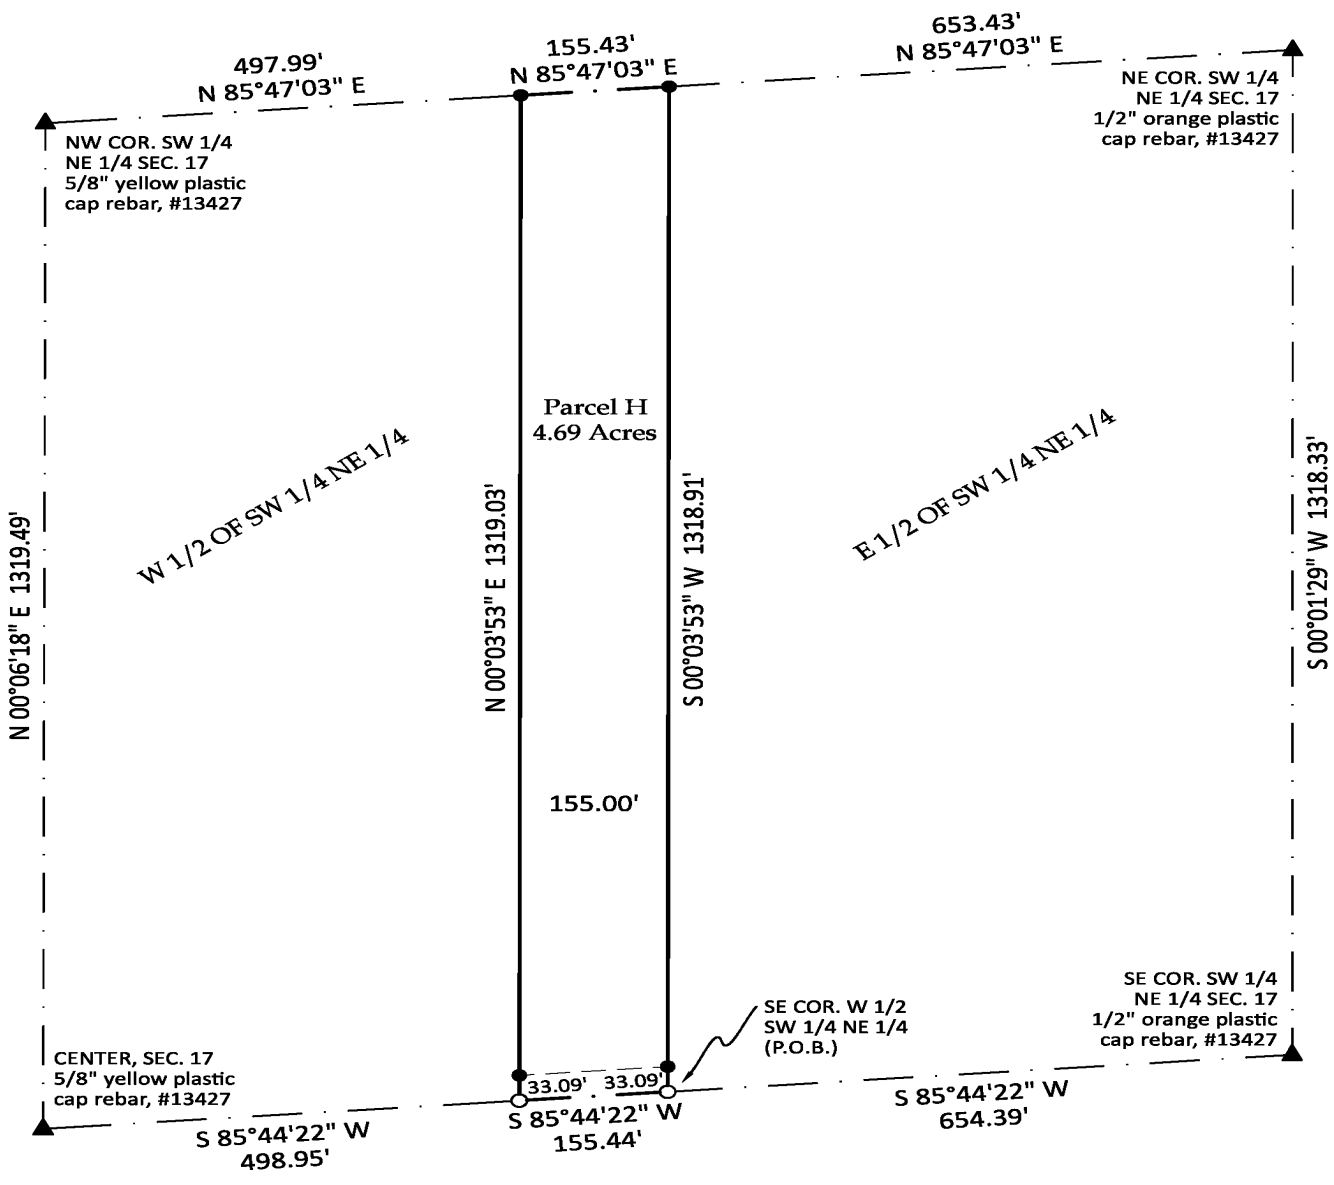 497.99'
N 85°47'03" E
155.43'
N 85°47'03" E
653.43'
N 85°47'03" E
NW COR. SW 1/4
NE 1/4 SEC. 17
5/8" yellow plastic
cap rebar, #13427
NE COR. SW 1/4
NE 1/4 SEC. 17
1/2" orange plastic
cap rebar, #13427
Parcel H
4.69 Acres
W 1/2 OF SW 1/4 NE 1/4
E 1/2 OF SW 1/4 NE 1/4
N 00°06'18" E 1319.49'
N 00°03'53" E 1319.03'
S 00°03'53" W 1318.91'
S 00°01'29" W 1318.33'
155.00'
SE COR. W 1/2
SW 1/4 NE 1/4
(P.O.B.)
SE COR. SW 1/4
NE 1/4 SEC. 17
1/2" orange plastic
cap rebar, #13427
CENTER, SEC. 17
5/8" yellow plastic
cap rebar, #13427
33.09' 33.09'
S 85°44'22" W
498.95'
S 85°44'22" W
155.44'
S 85°44'22" W
654.39'